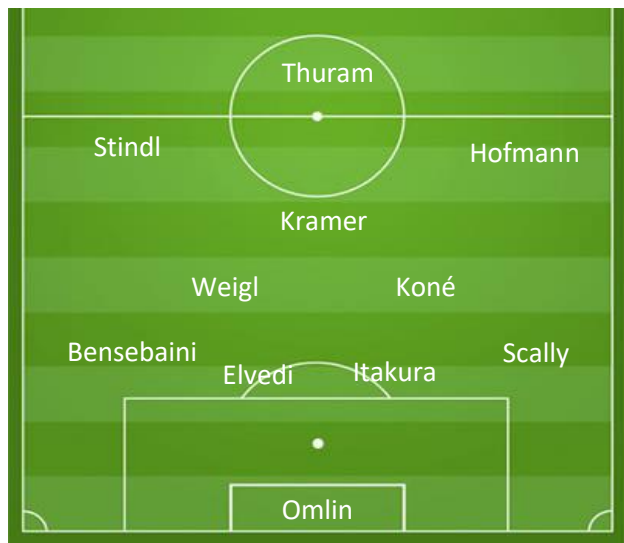 Thuram
Stindl
Hofmann
Kramer
Weigl
Koné
Bensebaini
Scally
Elvedi
Itakura
Omlin